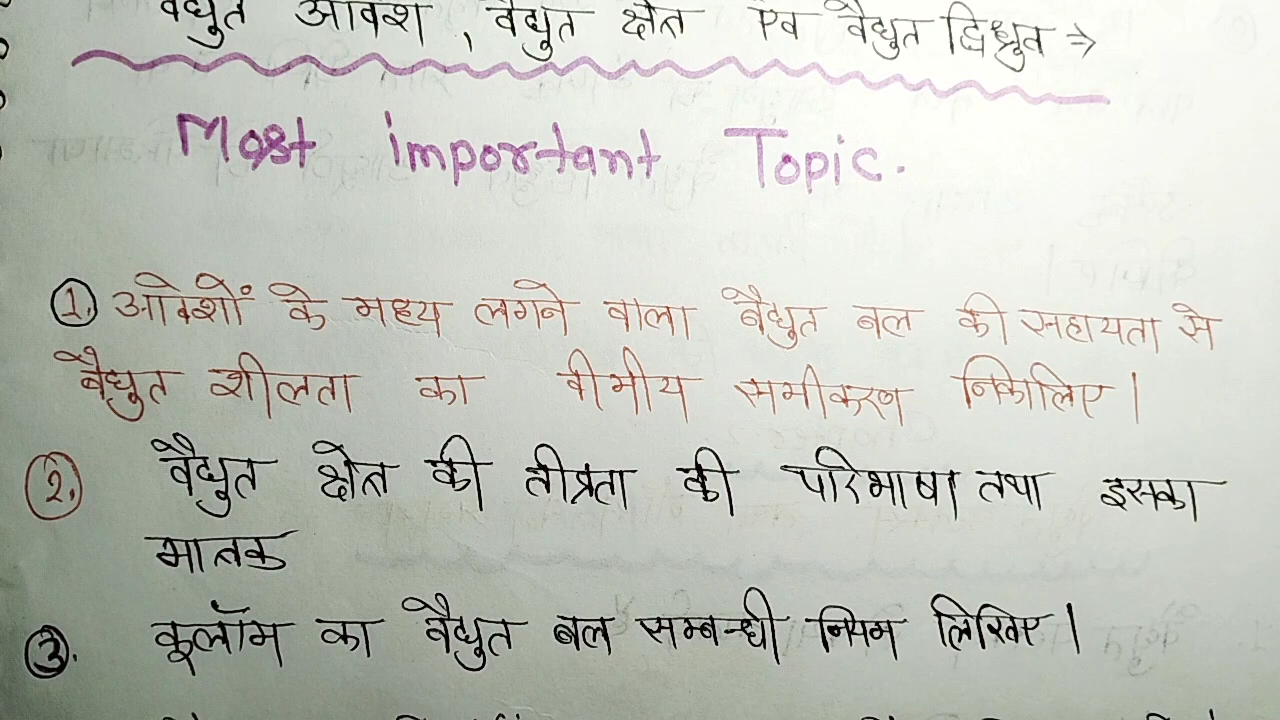 वैद्युत आवेश, वैद्युत क्षेत्र एवं वैद्युत द्विध्रुव ⇒
Most important Topic.
1. आवेशों के मध्य लगने वाला वैद्युत बल की सहायता से
वैद्युत शीलता का वीमीय समीकरण निकालिए।
2. वैद्युत क्षेत्र की तीव्रता की परिभाषा तथा इसका
मात्रक
3. कूलॉम का वैद्युत बल सम्बन्धी नियम लिखिए।